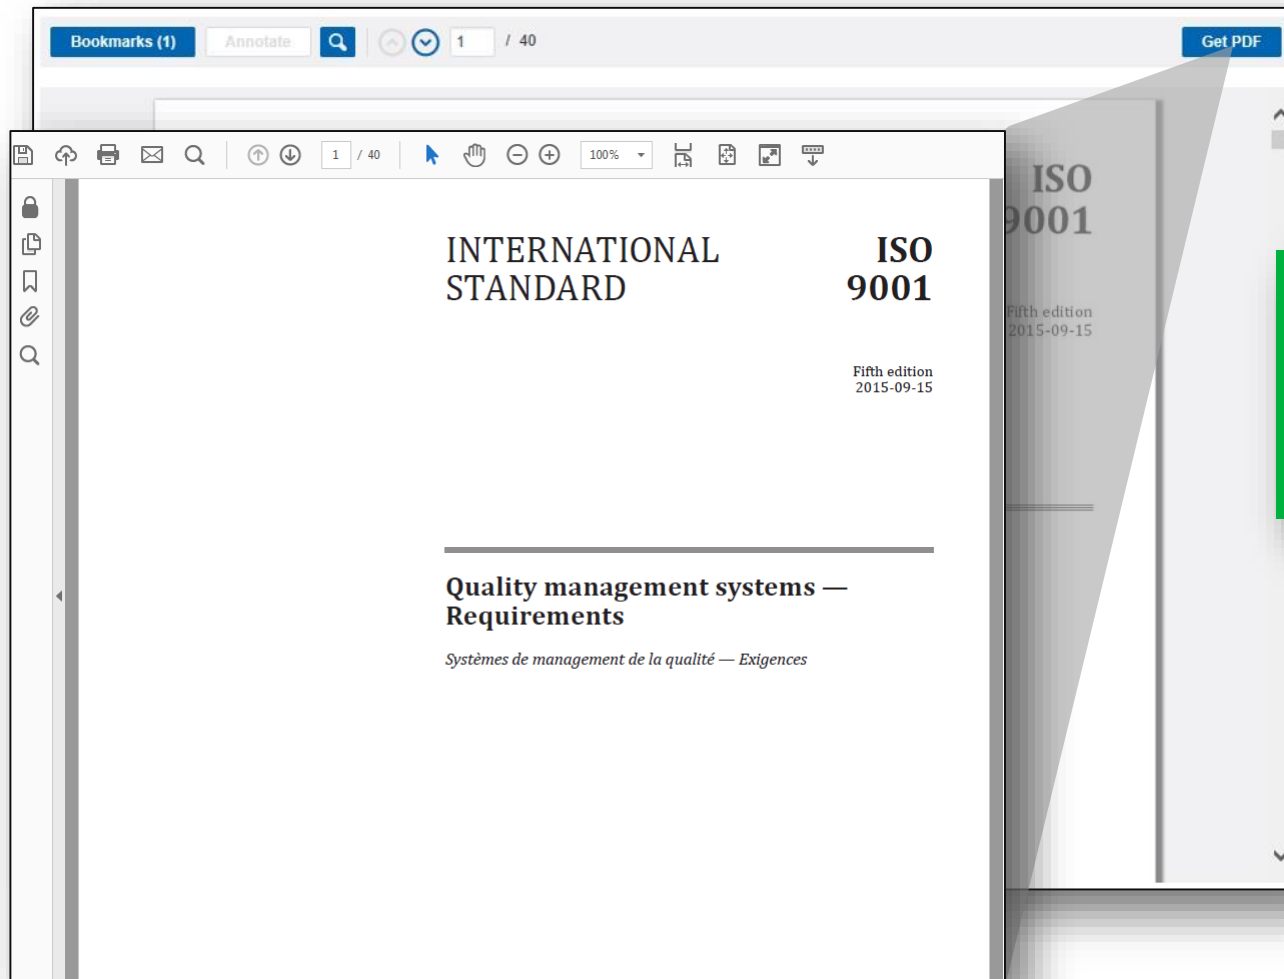 Bookmarks (1) Annotate 1 / 40 Get PDF
1 / 40 100%
ISO
9001
Fifth edition
2015-09-15
INTERNATIONAL ISO
STANDARD 9001
Fifth edition
2015-09-15
Quality management systems —
Requirements
Systèmes de management de la qualité — Exigences